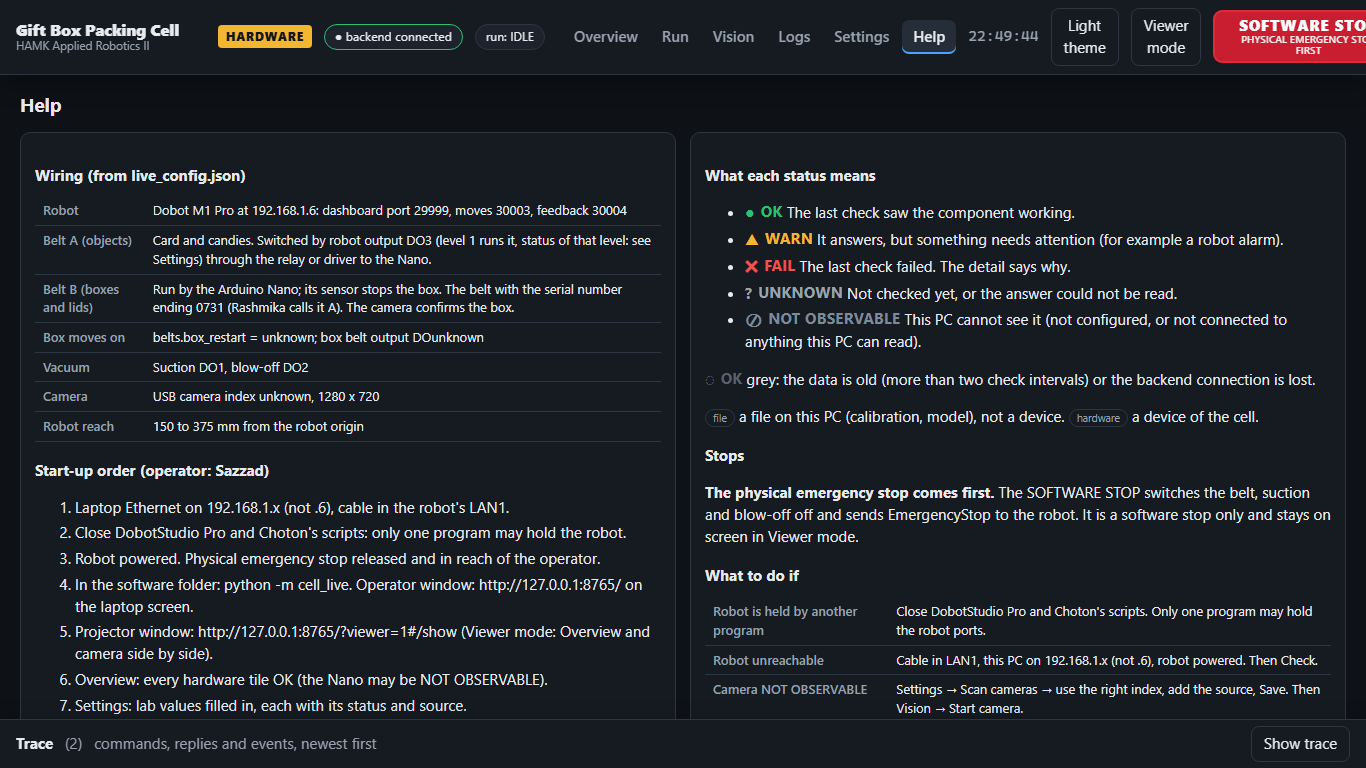 Gift Box Packing Cell
HAMK Applied Robotics II
HARDWARE
● backend connected
run: IDLE
Overview
Run
Vision
Logs
Settings
Help
22:49:44
Light
theme
Viewer
mode
SOFTWARE STO
PHYSICAL EMERGENCY STO
FIRST
Help
Wiring (from live_config.json)
Robot
Dobot M1 Pro at 192.168.1.6: dashboard port 29999, moves 30003, feedback 30004
Belt A (objects)
Card and candies. Switched by robot output DO3 (level 1 runs it, status of that level: see
Settings) through the relay or driver to the Nano.
Belt B (boxes
and lids)
Run by the Arduino Nano; its sensor stops the box. The belt with the serial number
ending 0731 (Rashmika calls it A). The camera confirms the box.
Box moves on
belts.box_restart = unknown; box belt output DOunknown
Vacuum
Suction DO1, blow-off DO2
Camera
USB camera index unknown, 1280 x 720
Robot reach
150 to 375 mm from the robot origin
Start-up order (operator: Sazzad)
1. Laptop Ethernet on 192.168.1.x (not .6), cable in the robot's LAN1.
2. Close DobotStudio Pro and Choton's scripts: only one program may hold the robot.
3. Robot powered. Physical emergency stop released and in reach of the operator.
4. In the software folder: python -m cell_live. Operator window: http://127.0.0.1:8765/ on
the laptop screen.
5. Projector window: http://127.0.0.1:8765/?viewer=1#/show (Viewer mode: Overview and
camera side by side).
6. Overview: every hardware tile OK (the Nano may be NOT OBSERVABLE).
7. Settings: lab values filled in, each with its status and source.
What each status means
• ● OK The last check saw the component working.
• ▲ WARN It answers, but something needs attention (for example a robot alarm).
• ✖ FAIL The last check failed. The detail says why.
• ? UNKNOWN Not checked yet, or the answer could not be read.
• ⊘ NOT OBSERVABLE This PC cannot see it (not configured, or not connected to
anything this PC can read).
◌ OK grey: the data is old (more than two check intervals) or the backend connection is lost.
file a file on this PC (calibration, model), not a device. hardware a device of the cell.
Stops
The physical emergency stop comes first. The SOFTWARE STOP switches the belt, suction
and blow-off off and sends EmergencyStop to the robot. It is a software stop only and stays on
screen in Viewer mode.
What to do if
Robot is held by another
program
Close DobotStudio Pro and Choton's scripts. Only one program may hold
the robot ports.
Robot unreachable
Cable in LAN1, this PC on 192.168.1.x (not .6), robot powered. Then Check.
Camera NOT OBSERVABLE
Settings → Scan cameras → use the right index, add the source, Save. Then
Vision → Start camera.
Trace (2) commands, replies and events, newest first
Show trace